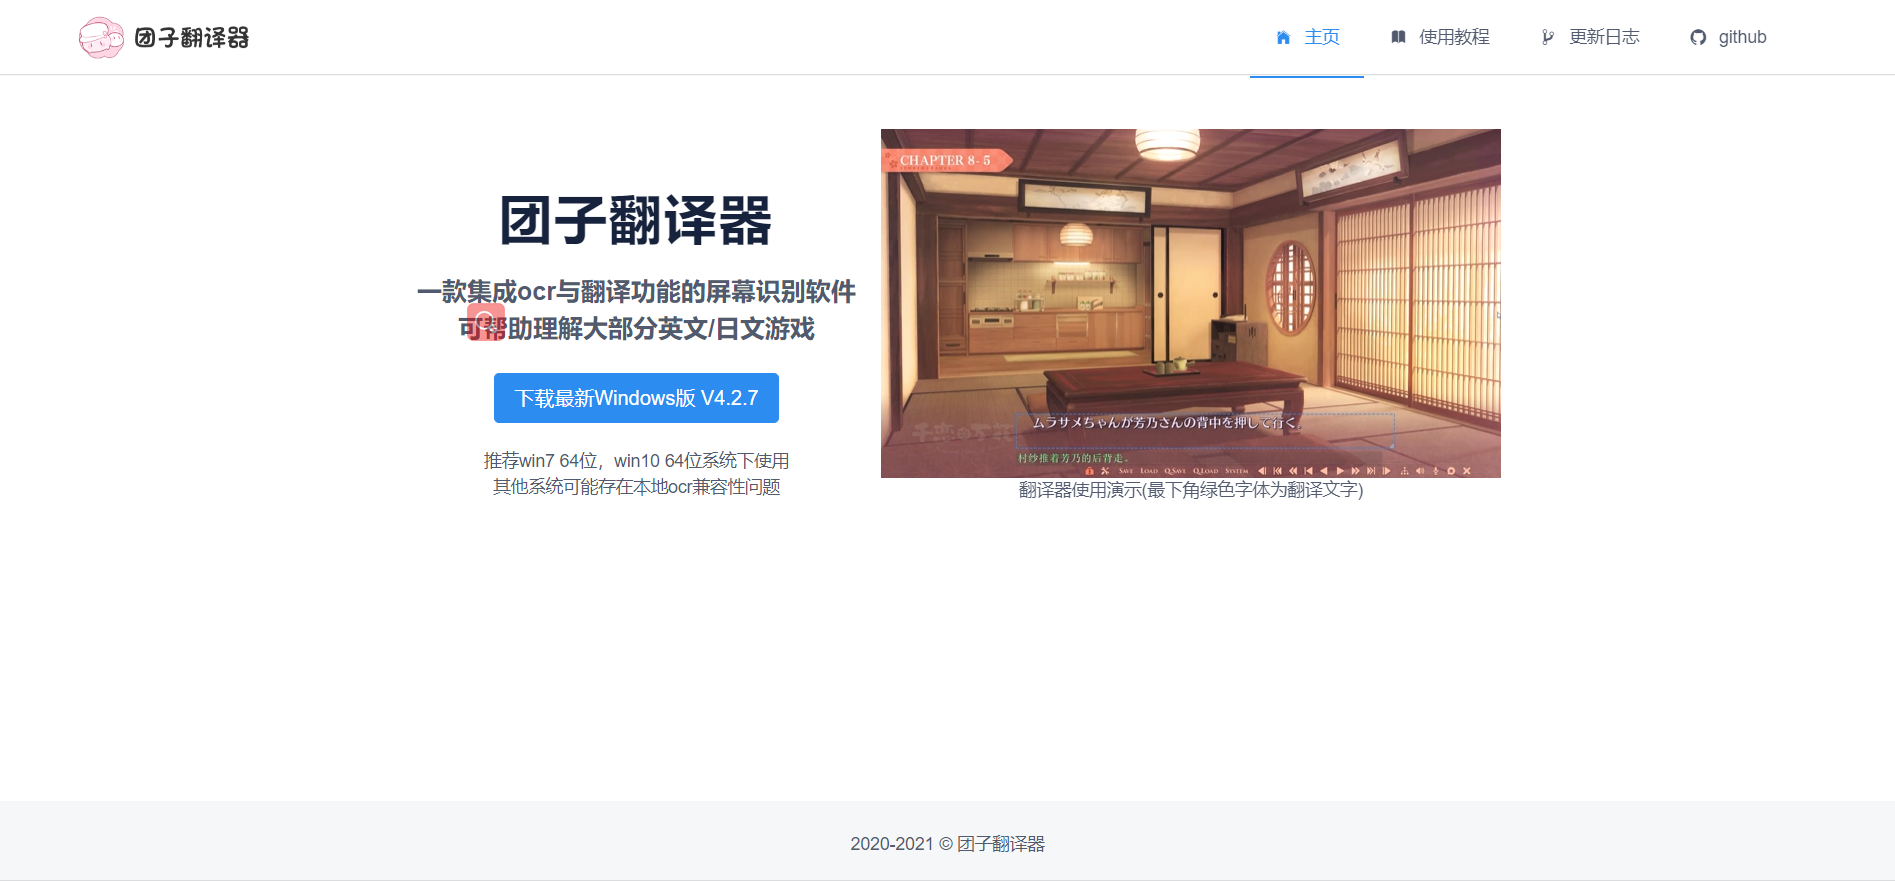 团子翻译器
主页
使用教程
更新日志
github
团子翻译器
一款集成ocr与翻译功能的屏幕识别软件
可帮助理解大部分英文/日文游戏
下载最新Windows版 V4.2.7
推荐win7 64位，win10 64位系统下使用
其他系统可能存在本地ocr兼容性问题
CHAPTER 8- 5
ムラサメちゃんが芳乃さんの背中を押して行く。
村纱推着芳乃的后背走。
SAVE LOAD Q.SAVE Q.LOAD SYSTEM
翻译器使用演示(最下角绿色字体为翻译文字)
2020-2021 © 团子翻译器